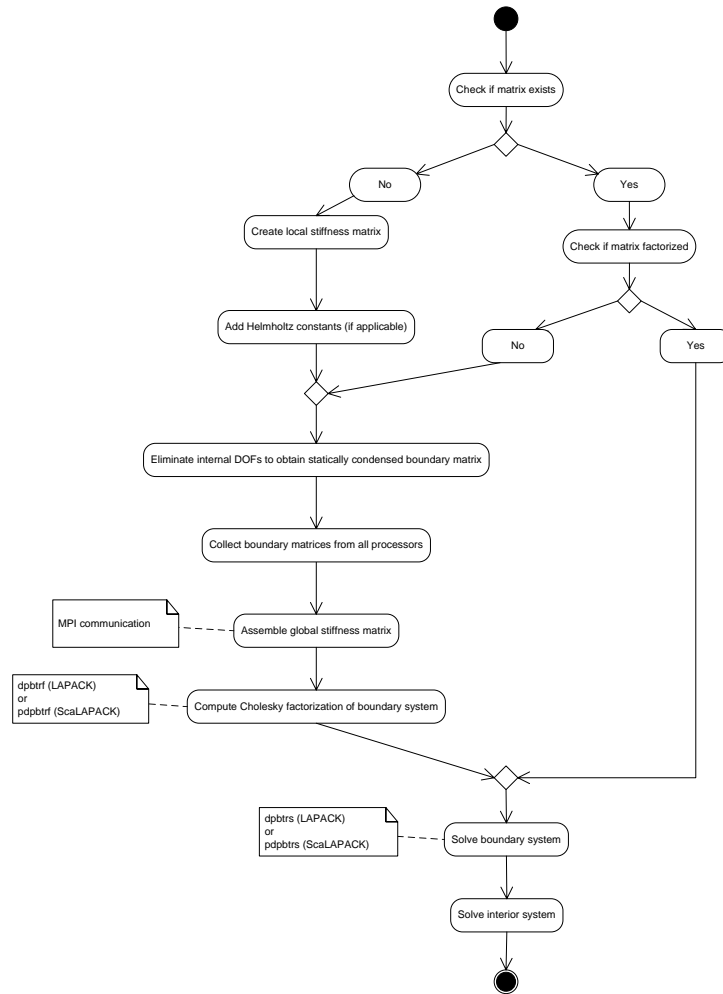 Check if matrix exists
No
Yes
Create local stiffness matrix
Check if matrix factorized
Add Helmholtz constants (if applicable)
No
Yes
Eliminate internal DOFs to obtain statically condensed boundary matrix
Collect boundary matrices from all processors
MPI communication
Assemble global stiffness matrix
dpbtrf (LAPACK)
or
pdpbtrf (ScaLAPACK)
Compute Cholesky factorization of boundary system
dpbtrs (LAPACK)
or
pdpbtrs (ScaLAPACK)
Solve boundary system
Solve interior system